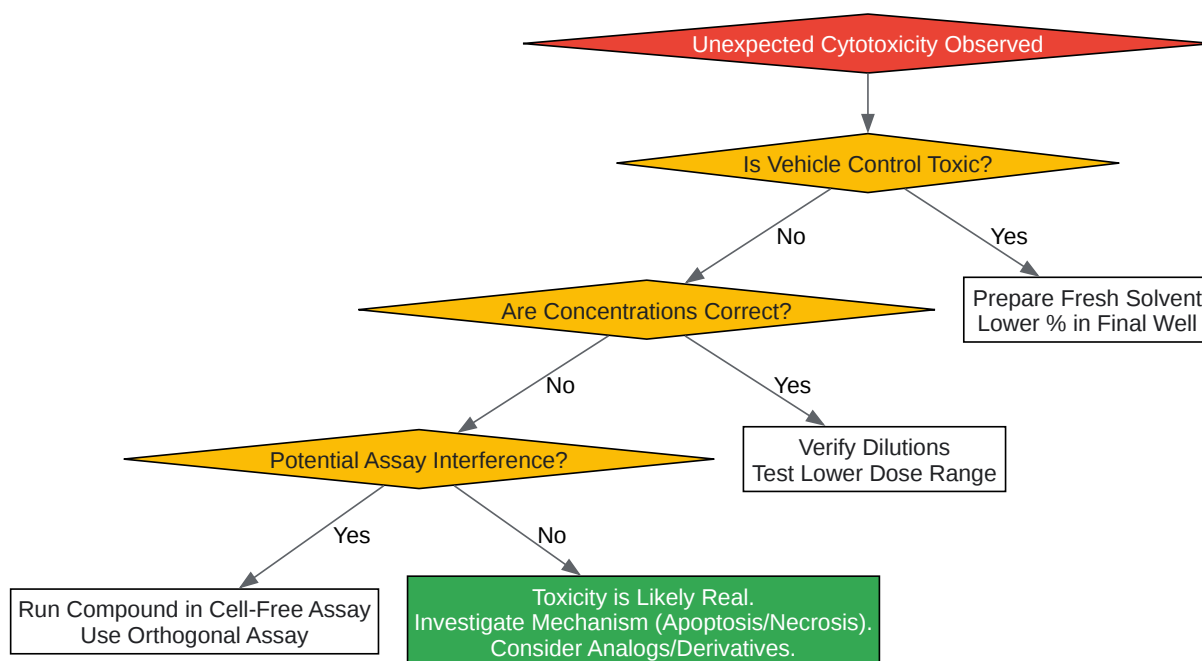 Unexpected Cytotoxicity Observed
Is Vehicle Control Toxic?
No
Yes
Prepare Fresh Solvent
Lower % in Final Well
Are Concentrations Correct?
No
Yes
Verify Dilutions
Test Lower Dose Range
Potential Assay Interference?
Yes
No
Run Compound in Cell-Free Assay
Use Orthogonal Assay
Toxicity is Likely Real.
Investigate Mechanism (Apoptosis/Necrosis).
Consider Analogs/Derivatives.